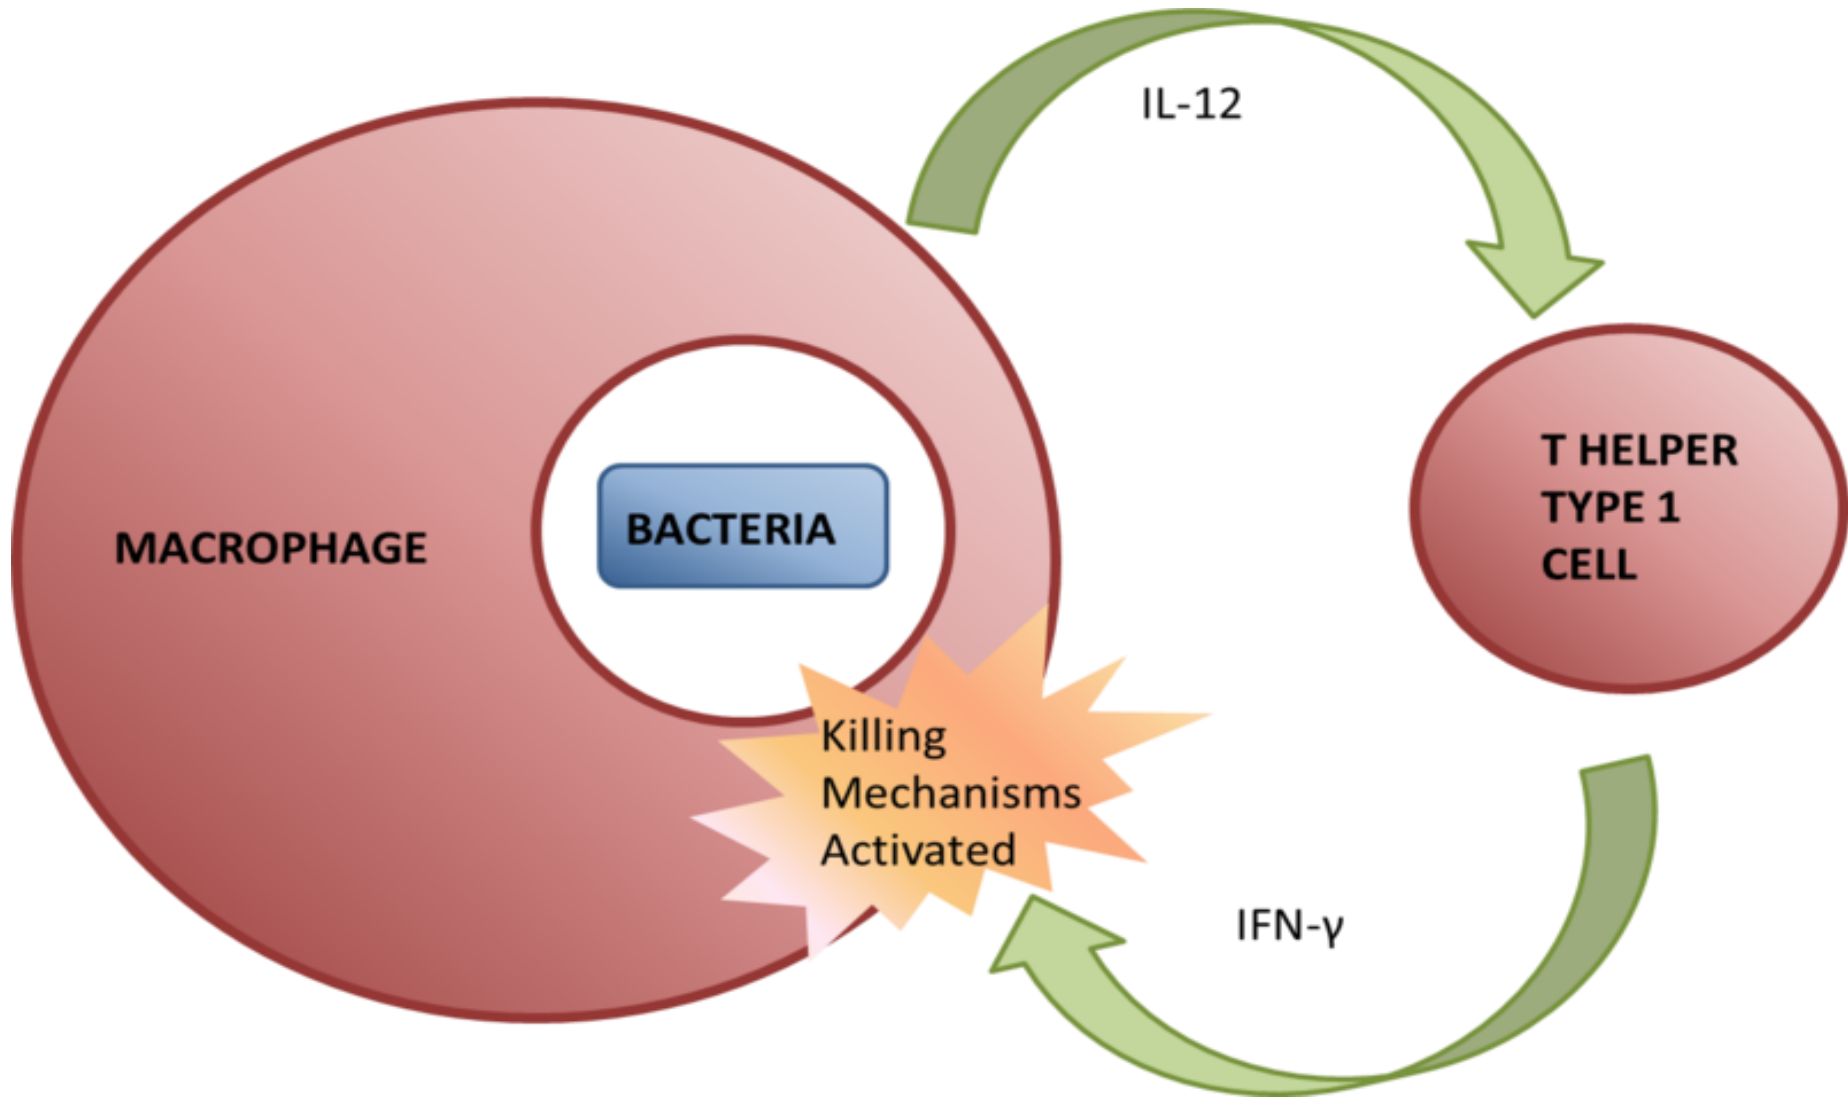 IL-12
MACROPHAGE
BACTERIA
T HELPER
TYPE 1
CELL
Killing
Mechanisms
Activated
IFN-γ